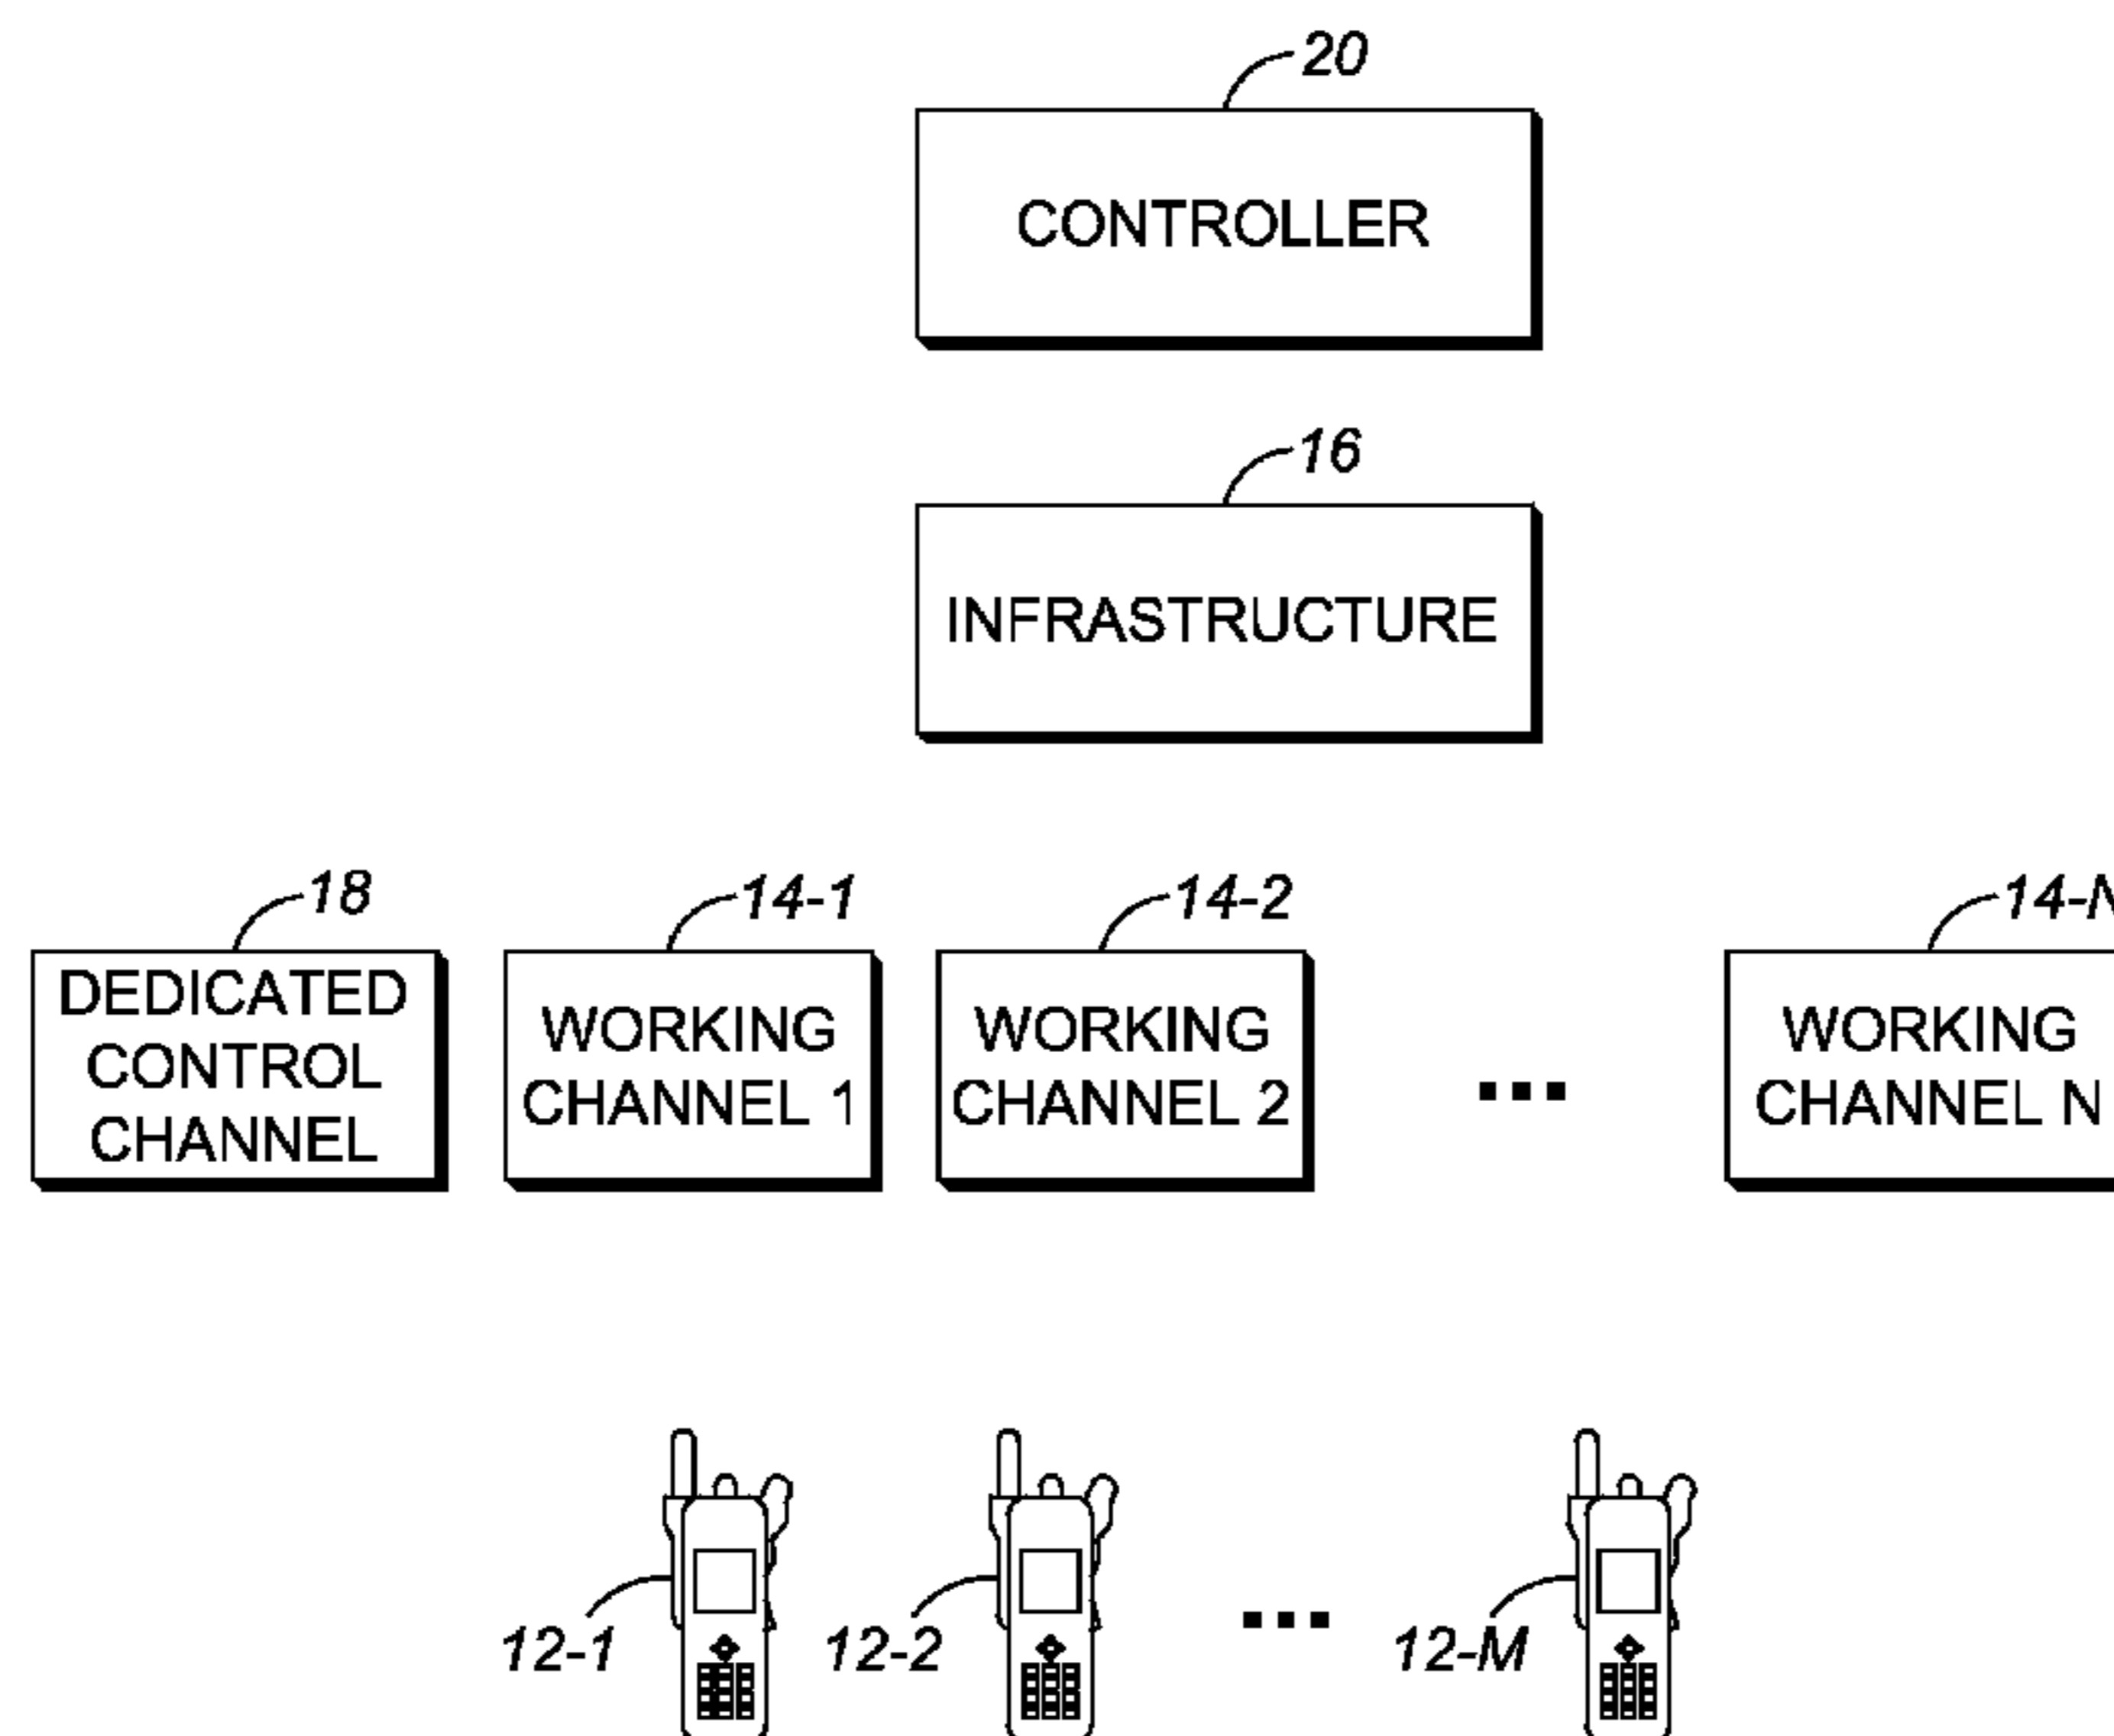 20
CONTROLLER
16
INFRASTRUCTURE
18
14-1
14-2
14-N
DEDICATED
CONTROL
CHANNEL
WORKING
CHANNEL 1
WORKING
CHANNEL 2
WORKING
CHANNEL N
12-1
12-2
12-M